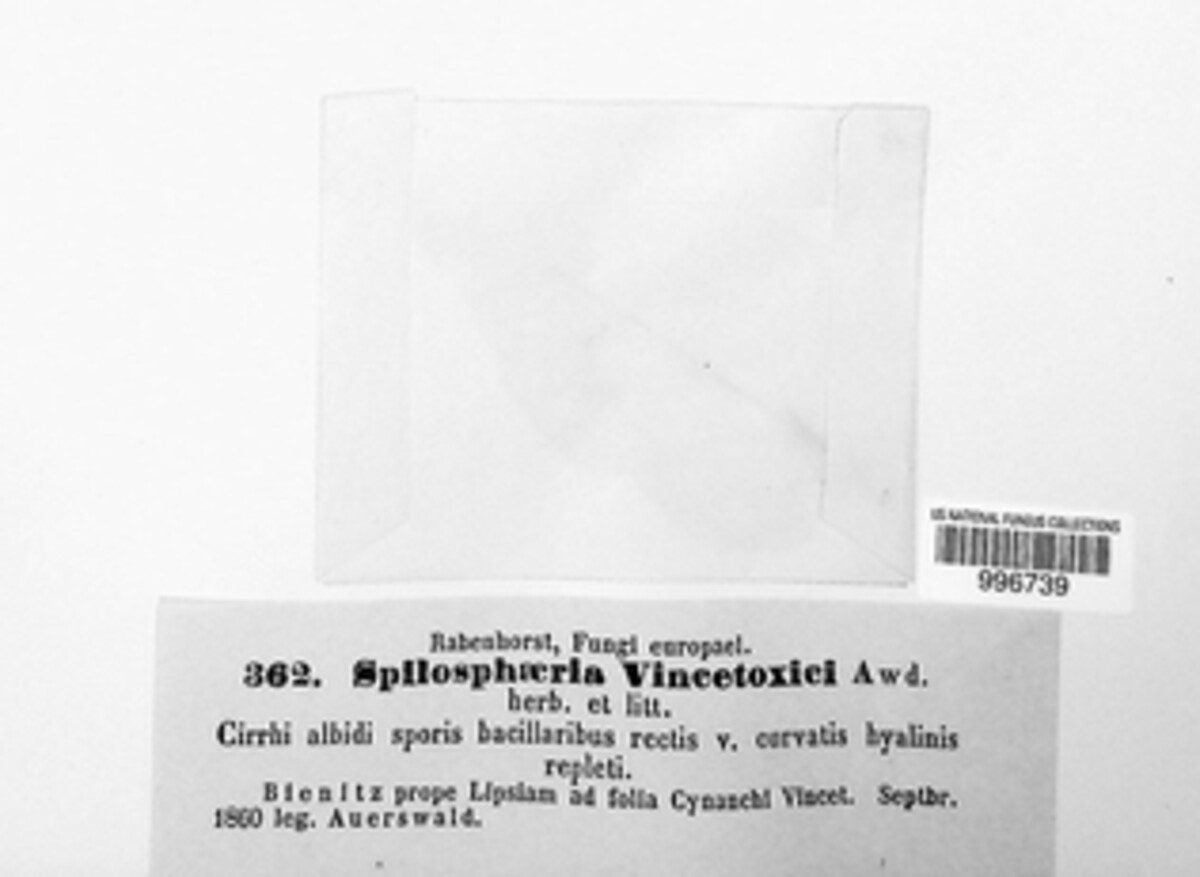 US NATIONAL FUNGUS COLLECTIONS
996739
Rabenhorst, Fungi europaei.
362. Spilosphæria Vincetoxici Awd.
herb. et litt.
Cirrhi albidi sporis bacillaribus rectis v. curvatis hyalinis
repleti.
Bienitz prope Lipsiam ad folia Cynanchi Vincet. Septbr.
1860 leg. Auerswald.